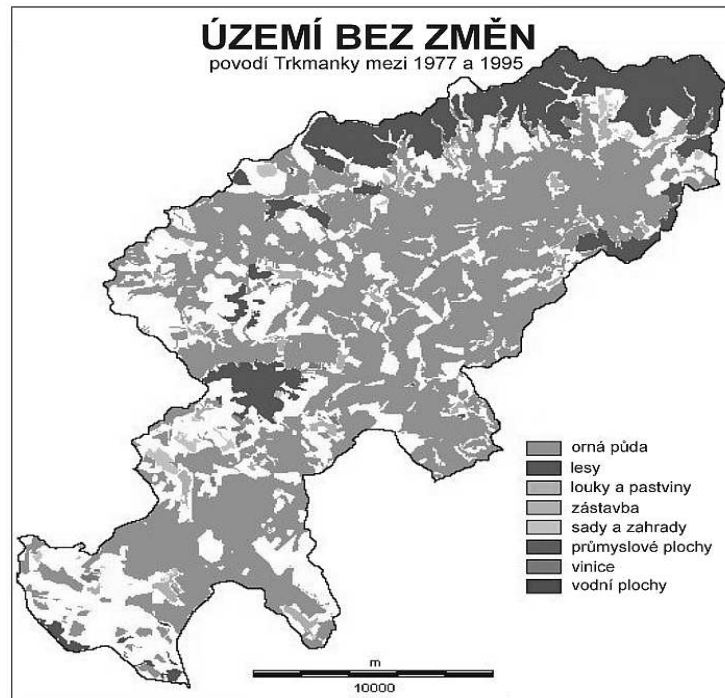 ÚZEMÍ BEZ ZMĚN
povodí Trkmanky mezi 1977 a 1995
orná půda
lesy
louky a pastviny
zástavba
sady a zahrady
průmyslové plochy
vinice
vodní plochy
m
10000